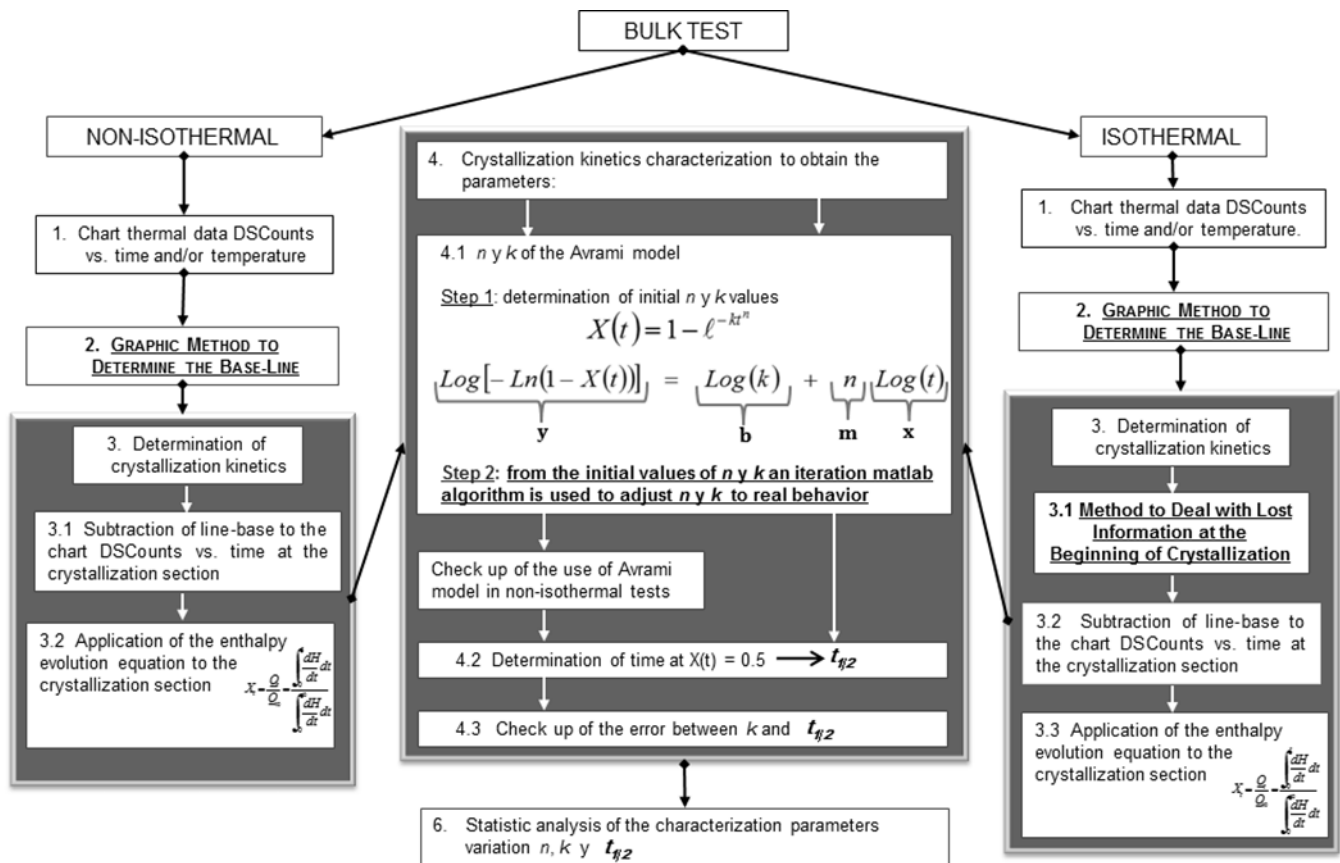 BULK TEST
NON-ISOTHERMAL
1. Chart thermal data DSCounts
vs. time and/or temperature
2. GRAPHIC METHOD TO
DETERMINE THE BASE-LINE
3. Determination of
crystallization kinetics
3.1 Subtraction of line-base to the
chart DSCounts vs. time at the
crystallization section
3.2 Application of the enthalpy
evolution equation to the
crystallization section
4. Crystallization kinetics characterization to obtain the
parameters:
4.1 n y k of the Avrami model
Step 1: determination of initial n y k values
X(t) = 1 − ℓ^{−kt^n}
Log[− Ln(1 − X(t))] = Log(k) + n Log(t)
y b m x
Step 2: from the initial values of n y k an iteration matlab
algorithm is used to adjust n y k to real behavior
Check up of the use of Avrami
model in non-isothermal tests
4.2 Determination of time at X(t) = 0.5 → t1/2
4.3 Check up of the error between k and t1/2
6. Statistic analysis of the characterization parameters
variation n, k y t1/2
ISOTHERMAL
1. Chart thermal data DSCounts
vs. time and/or temperature.
2. GRAPHIC METHOD TO
DETERMINE THE BASE-LINE
3. Determination of
crystallization kinetics
3.1 Method to Deal with Lost
Information at the
Beginning of Crystallization
3.2 Subtraction of line-base to
the chart DSCounts vs. time at
the crystallization section
3.3 Application of the enthalpy
evolution equation to the
crystallization section